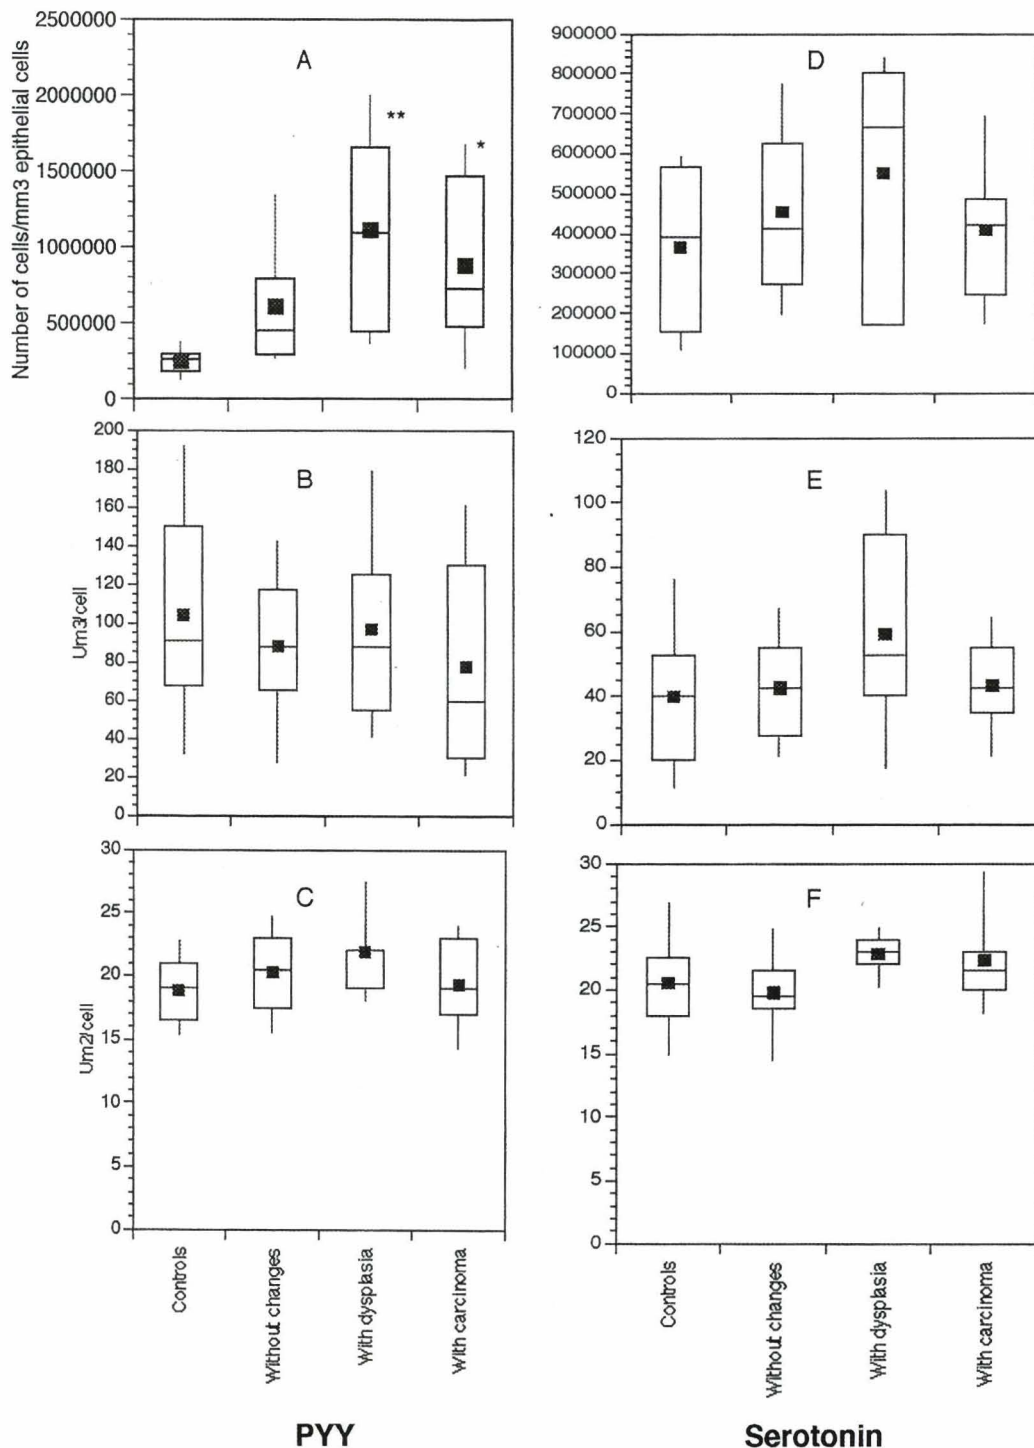 Number of cells/mm3 epithelial cells
2500000
2000000
1500000
1000000
500000
0
A
**
*
900000
800000
700000
600000
500000
400000
300000
200000
100000
0
D
Um3/cell
200
180
160
140
120
100
80
60
40
20
0
B
120
100
80
60
40
20
0
E
Um2/cell
30
25
20
15
10
5
0
C
30
25
20
15
10
5
0
F
Controls
Without changes
With dysplasia
With carcinoma
Controls
Without changes
With dysplasia
With carcinoma
PYY
Serotonin